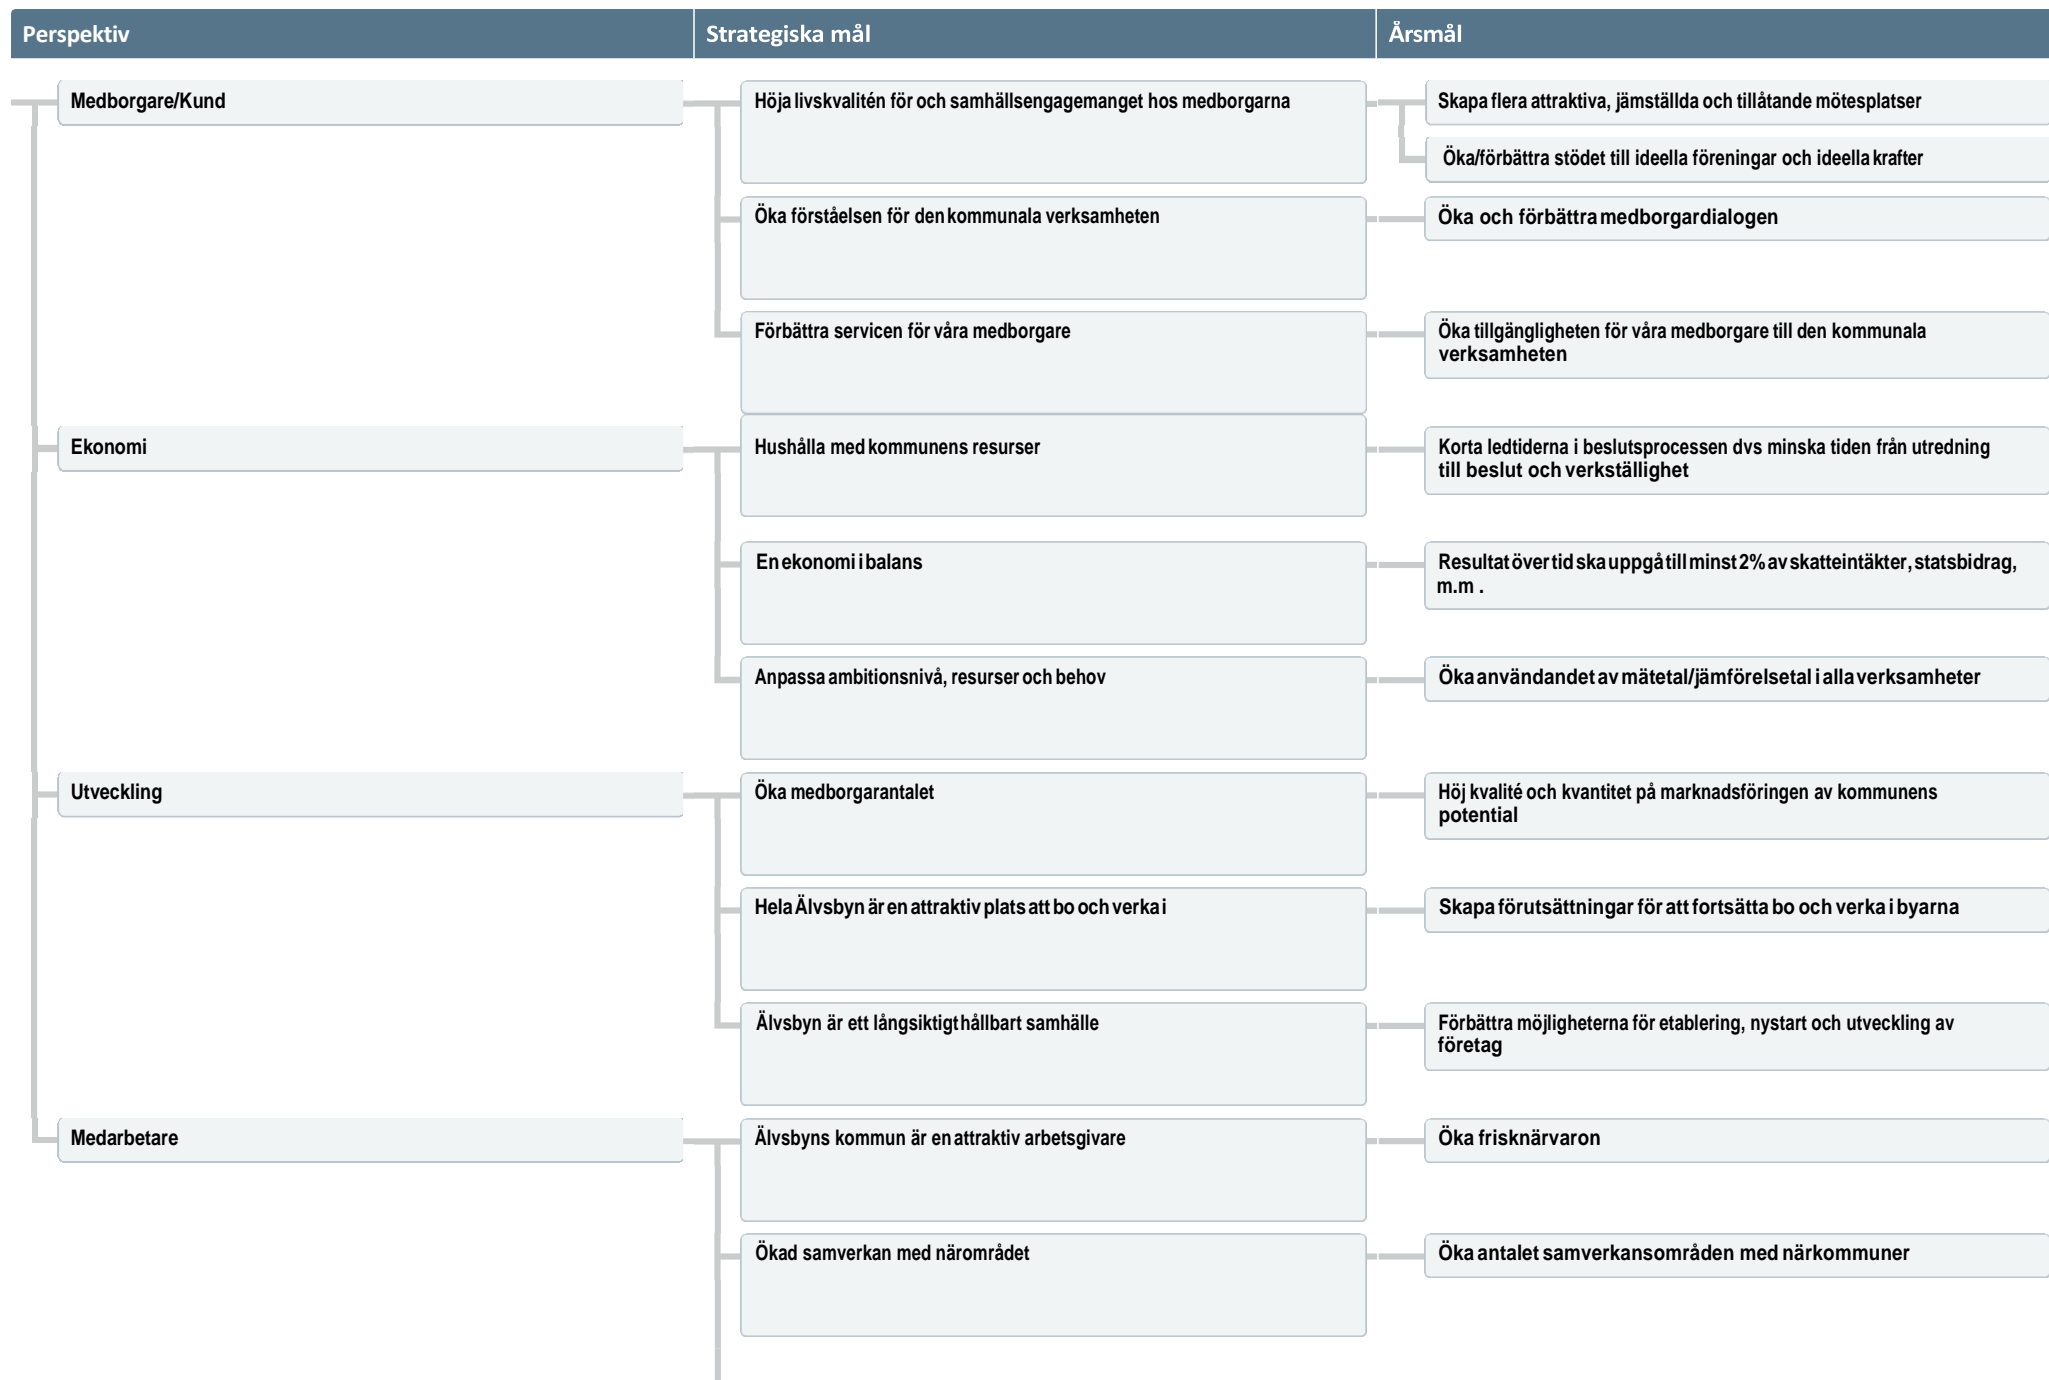 Perspektiv
Strategiska mål
Årsmål
Medborgare/Kund
Höja livskvalitén för och samhällsengagemanget hos medborgarna
Skapa flera attraktiva, jämställda och tillåtande mötesplatser
Öka/förbättra stödet till ideella föreningar och ideella krafter
Öka förståelsen för den kommunala verksamheten
Öka och förbättra medborgardialogen
Förbättra servicen för våra medborgare
Öka tillgängligheten för våra medborgare till den kommunala
verksamheten
Ekonomi
Hushålla med kommunens resurser
Korta ledtiderna i beslutsprocessen dvs minska tiden från utredning
till beslut och verkställighet
En ekonomi i balans
Resultat över tid ska uppgå till minst 2% av skatteintäkter, statsbidrag,
m.m .
Anpassa ambitionsnivå, resurser och behov
Öka användandet av mätetal/jämförelsetal i alla verksamheter
Utveckling
Öka medborgarantalet
Höj kvalité och kvantitet på marknadsföringen av kommunens
potential
Hela Älvsbyn är en attraktiv plats att bo och verka i
Skapa förutsättningar för att fortsätta bo och verka i byarna
Älvsbyn är ett långsiktigt hållbart samhälle
Förbättra möjligheterna för etablering, nystart och utveckling av
företag
Medarbetare
Älvsbyns kommun är en attraktiv arbetsgivare
Öka frisknärvaron
Ökad samverkan med närområdet
Öka antalet samverkansområden med närkommuner